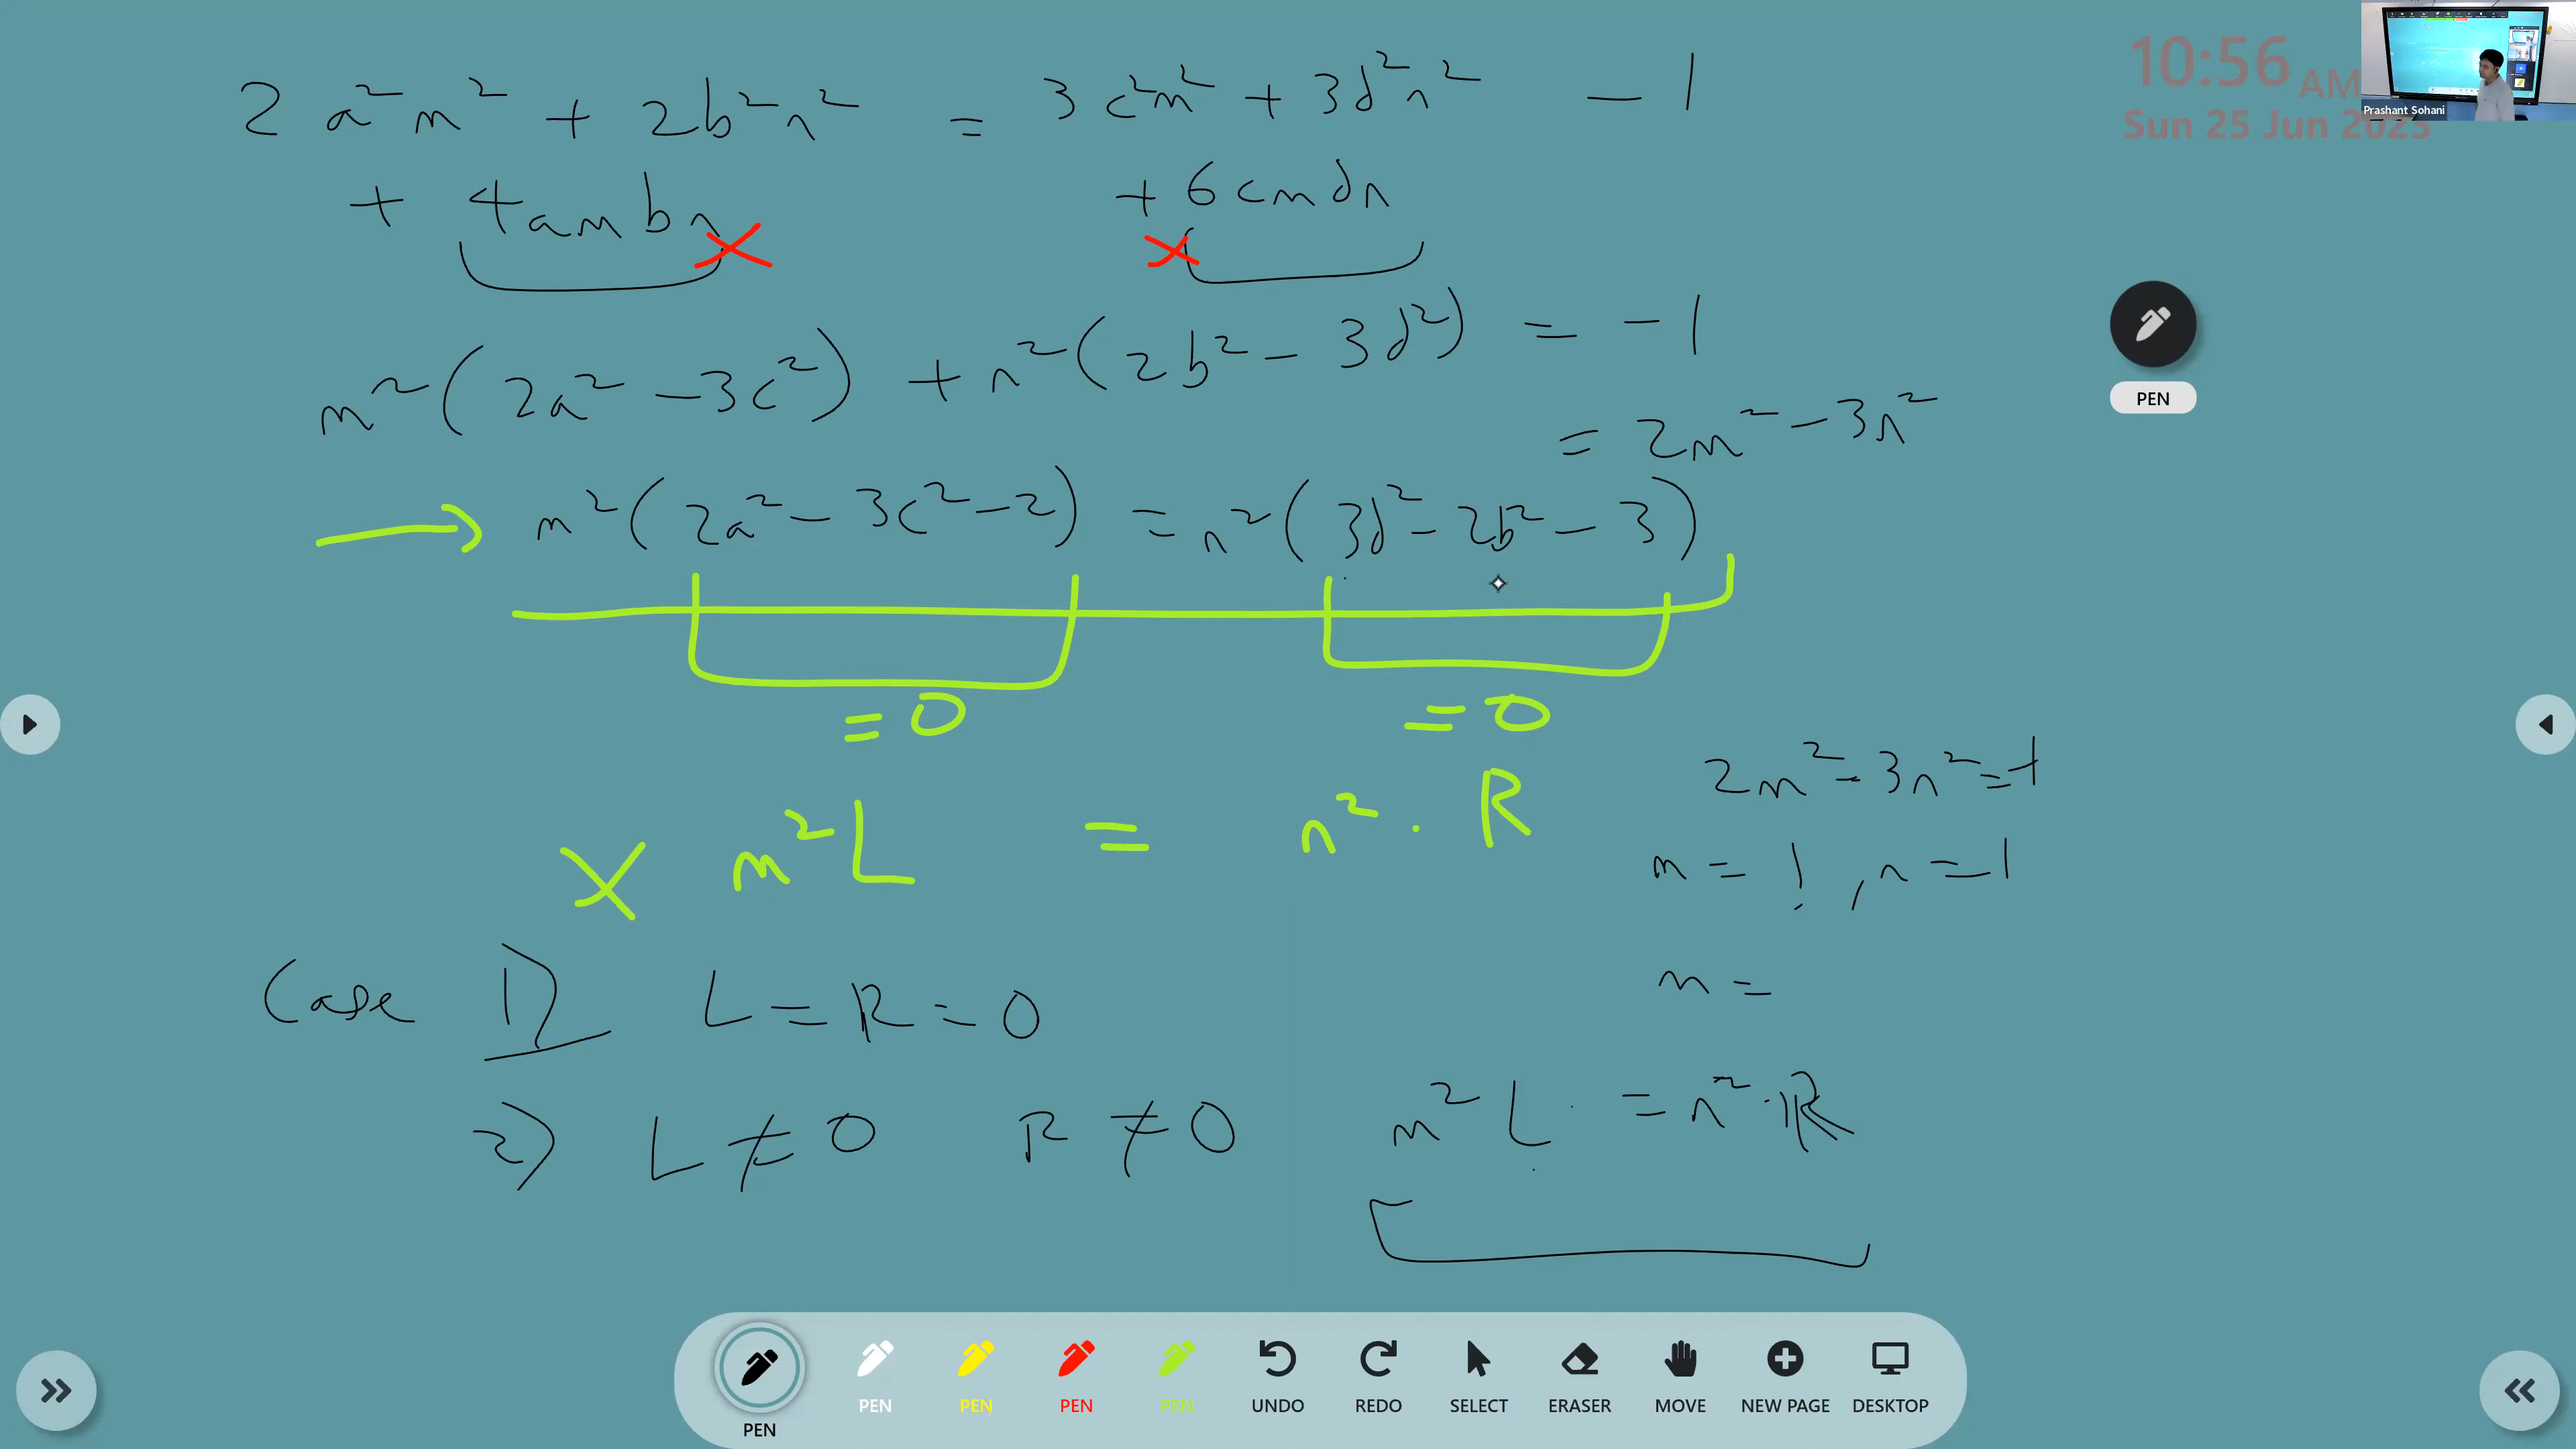 10:56 AM
Sun 25 Jun 2023
Prashant Sohani
2 a²m² + 2b²n² = 3c²m² + 3d²n² - 1
+ 4ambn + 6cmdn
m²(2a² - 3c²) + n²(2b² - 3d²) = -1
= 2m² - 3n²
m²(2a² - 3c² - 2) = n²(3d² - 2b² - 3)
= 0 = 0
2m² - 3n² = -1
X m²L = n² · R
m = 1, n = 1
m =
Case 1) L = R = 0
2) L ≠ 0 R ≠ 0 m² L = n² · R
PEN
PEN
PEN
PEN
PEN
PEN
UNDO
REDO
SELECT
ERASER
MOVE
NEW PAGE
DESKTOP